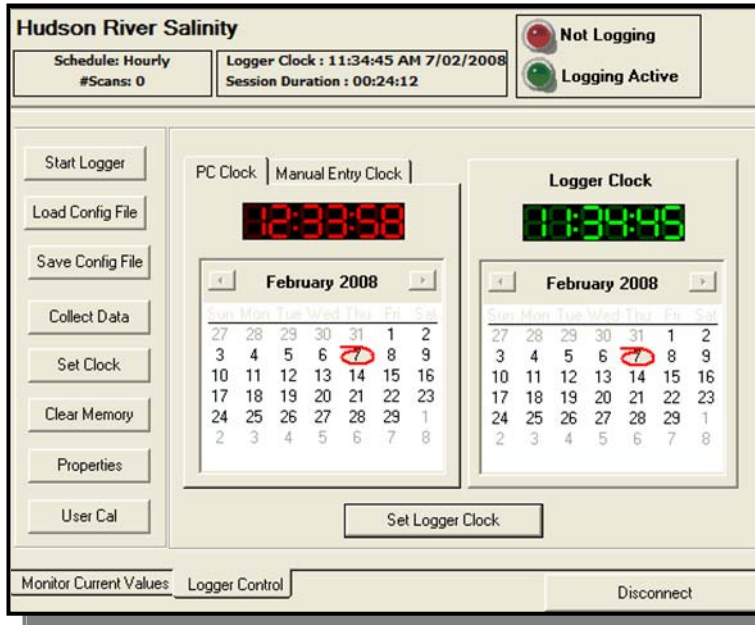 Hudson River Salinity
Schedule: Hourly
#Scans: 0
Logger Clock : 11:34:45 AM 7/02/2008
Session Duration : 00:24:12
Not Logging
Logging Active
Start Logger
Load Config File
Save Config File
Collect Data
Set Clock
Clear Memory
Properties
User Cal
PC Clock
Manual Entry Clock
12:33:58
February 2008
Sun Mon Tue Wed Thu Fri Sat
27 28 29 30 31 1 2
3 4 5 6 7 8 9
10 11 12 13 14 15 16
17 18 19 20 21 22 23
24 25 26 27 28 29 1
2 3 4 5 6 7 8
Logger Clock
11:34:45
February 2008
Sun Mon Tue Wed Thu Fri Sat
27 28 29 30 31 1 2
3 4 5 6 7 8 9
10 11 12 13 14 15 16
17 18 19 20 21 22 23
24 25 26 27 28 29 1
2 3 4 5 6 7 8
Set Logger Clock
Monitor Current Values
Logger Control
Disconnect